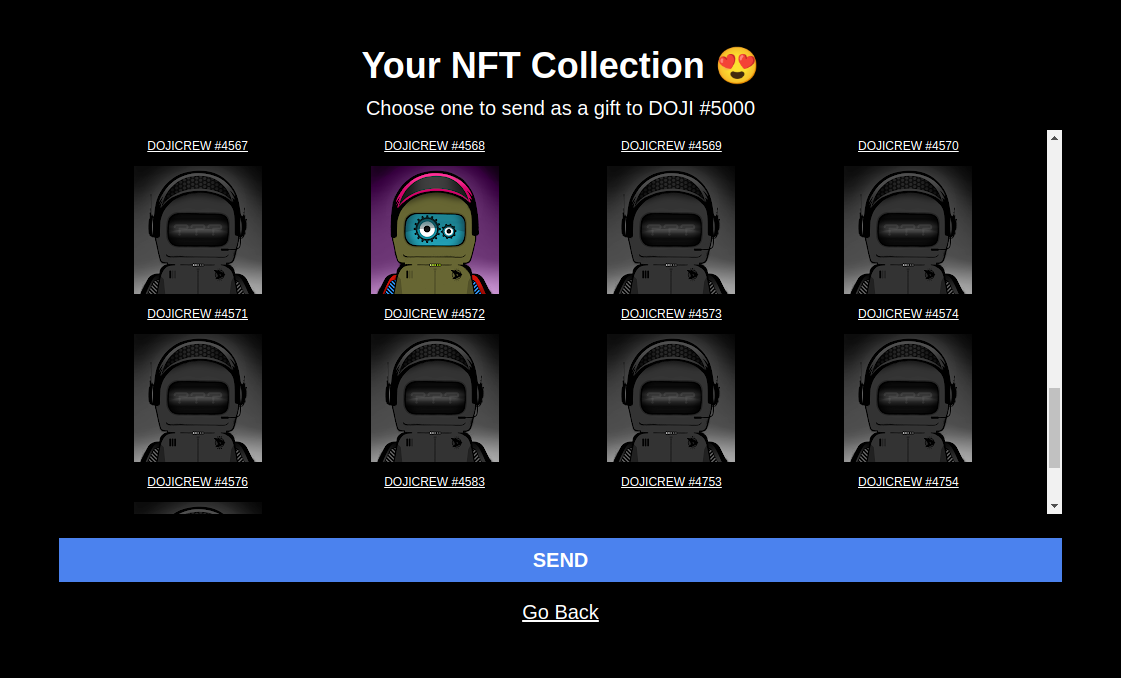 Your NFT Collection 😍
Choose one to send as a gift to DOJI #5000
DOJICREW #4567 DOJICREW #4568 DOJICREW #4569 DOJICREW #4570
DOJICREW #4571 DOJICREW #4572 DOJICREW #4573 DOJICREW #4574
DOJICREW #4576 DOJICREW #4583 DOJICREW #4753 DOJICREW #4754
SEND
Go Back